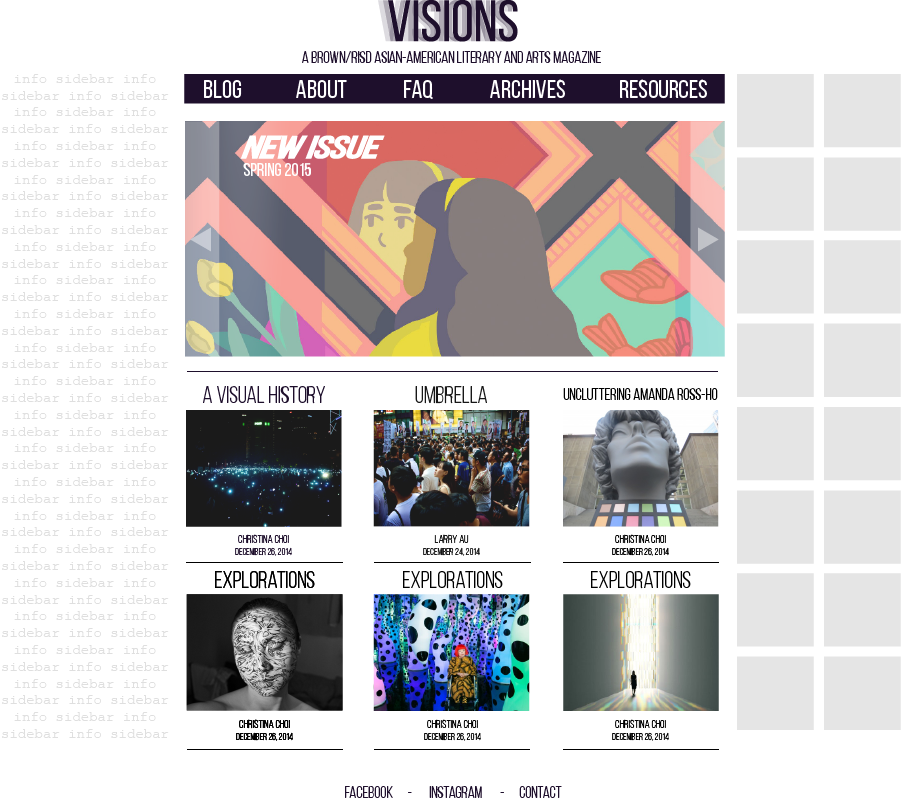 VISIONS
A BROWN/RISD ASIAN-AMERICAN LITERARY AND ARTS MAGAZINE
BLOG ABOUT FAQ ARCHIVES RESOURCES
NEW ISSUE
SPRING 2015
info sidebar info
sidebar info sidebar
info sidebar info
sidebar info sidebar
info sidebar info
sidebar info sidebar
info sidebar info
sidebar info sidebar
info sidebar info
sidebar info sidebar
info sidebar info
sidebar info sidebar
info sidebar info
sidebar info sidebar
info sidebar info
sidebar info sidebar
info sidebar info
sidebar info sidebar
info sidebar info
sidebar info sidebar
info sidebar info
sidebar info sidebar
info sidebar info
sidebar info sidebar
info sidebar info
sidebar info sidebar
info sidebar info
sidebar info sidebar
info sidebar info
sidebar info sidebar
info sidebar info
sidebar info sidebar
info sidebar info
sidebar info sidebar
info sidebar info
sidebar info sidebar
info sidebar info
sidebar info sidebar
info sidebar info
sidebar info sidebar
A VISUAL HISTORY
CHRISTINA CHOI
DECEMBER 26, 2014
UMBRELLA
LARRY AU
DECEMBER 24, 2014
UNCLUTTERING AMANDA ROSS-HO
CHRISTINA CHOI
DECEMBER 26, 2014
EXPLORATIONS
CHRISTINA CHOI
DECEMBER 26, 2014
EXPLORATIONS
CHRISTINA CHOI
DECEMBER 26, 2014
EXPLORATIONS
CHRISTINA CHOI
DECEMBER 26, 2014
FACEBOOK - INSTAGRAM - CONTACT